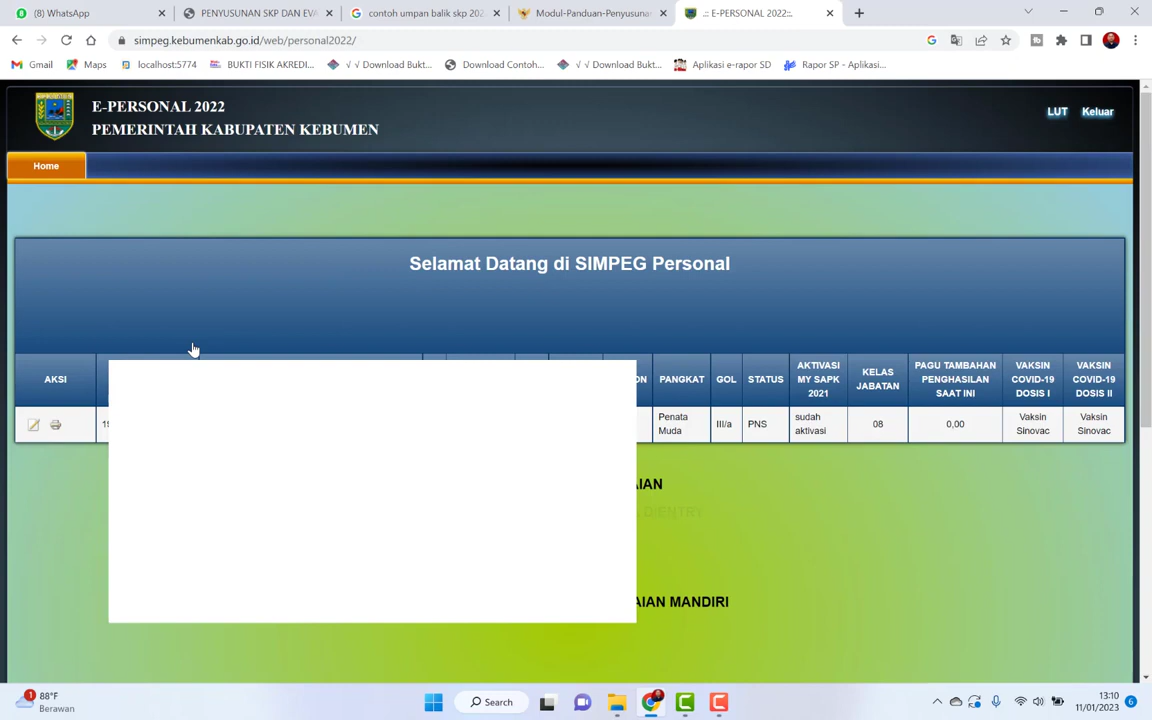 (8) WhatsApp
PENYUSUNAN SKP DAN EVA
contoh umpan balik skp 202
Modul-Panduan-Penyusunan
.:: E-PERSONAL 2022::.
simpeg.kebumenkab.go.id/web/personal2022/
Gmail
Maps
localhost:5774
BUKTI FISIK AKREDI...
√ √ Download Bukt...
Download Contoh...
√ √ Download Bukt...
Aplikasi e-rapor SD
Rapor SP - Aplikasi...
E-PERSONAL 2022
PEMERINTAH KABUPATEN KEBUMEN
LUT Keluar
Home
Selamat Datang di SIMPEG Personal
AKSI
ON
PANGKAT
GOL
STATUS
AKTIVASI
MY SAPK
2021
KELAS
JABATAN
PAGU TAMBAHAN
PENGHASILAN
SAAT INI
VAKSIN
COVID-19
DOSIS I
VAKSIN
COVID-19
DOSIS II
Penata
Muda
III/a
PNS
sudah
aktivasi
08
0,00
Vaksin
Sinovac
Vaksin
Sinovac
AIAN
DIENTRY
AIAN MANDIRI
1
88°F
Berawan
Search
13:10
11/01/2023
6